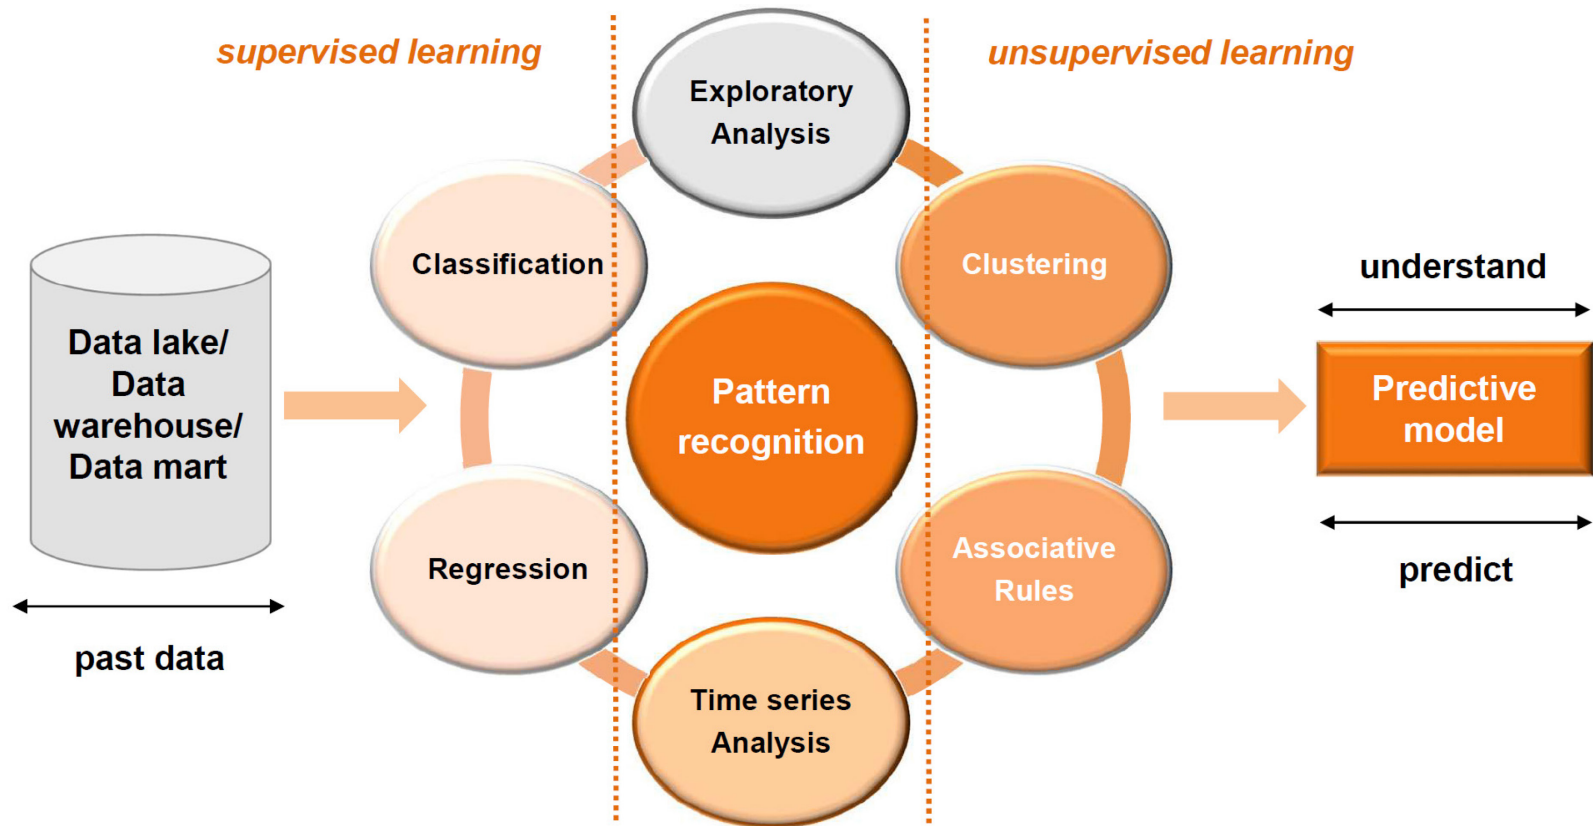 supervised learning
unsupervised learning
Exploratory
Analysis
Classification
Clustering
Data lake/
Data
warehouse/
Data mart
past data
Pattern
recognition
Regression
Associative
Rules
Time series
Analysis
understand
Predictive
model
predict